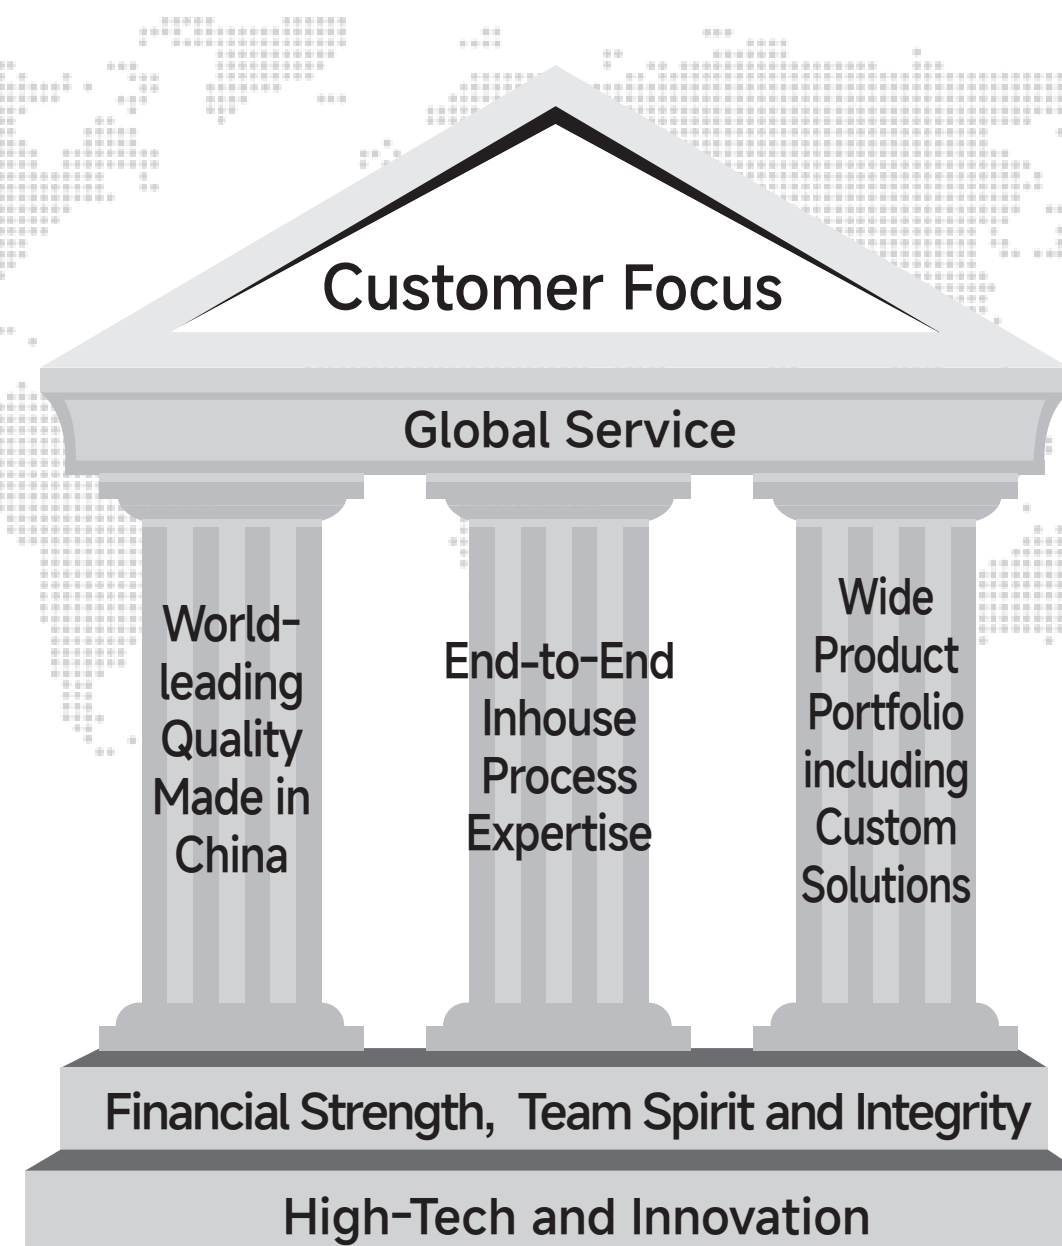 Customer Focus
Global Service
World-
leading
Quality
Made in
China
End-to-End
Inhouse
Process
Expertise
Wide
Product
Portfolio
including
Custom
Solutions
Financial Strength, Team Spirit and Integrity
High-Tech and Innovation